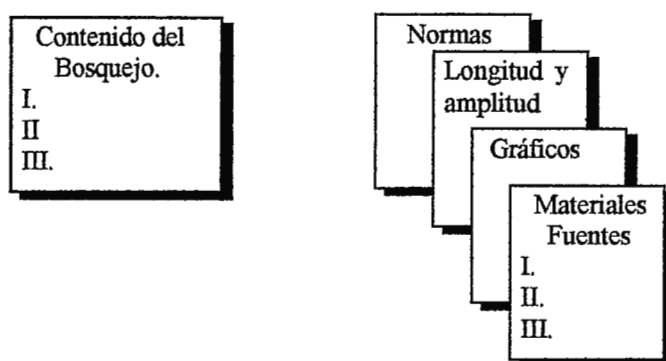 Contenido del
Bosquejo.
I.
II
III.
Normas
Longitud y
amplitud
Gráficos
Materiales
Fuentes
I.
II.
III.